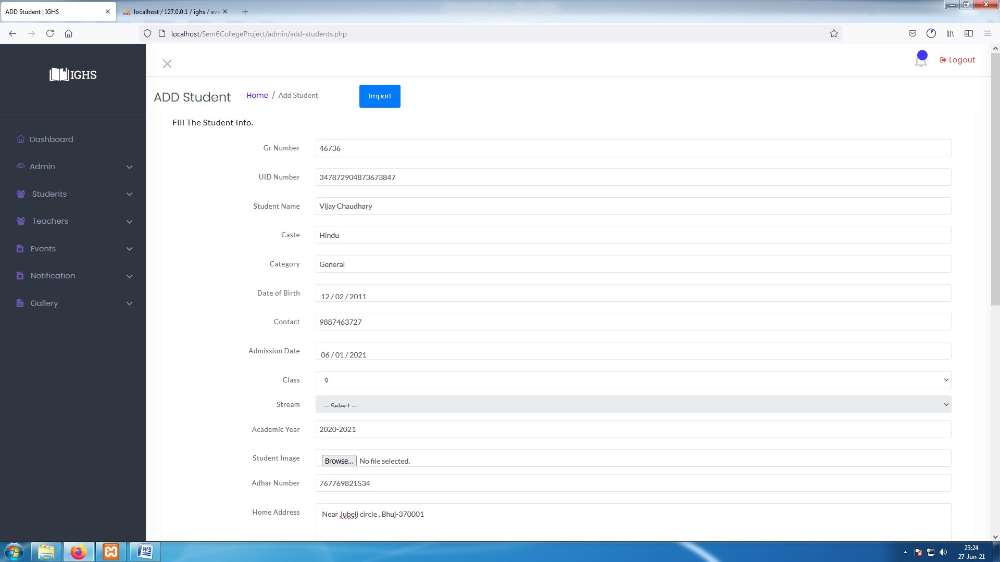 ADD Student | IGHS
localhost / 127.0.0.1 / ighs / eve
localhost/Sem6CollegeProject/admin/add-students.php
IGHS
Logout
ADD Student
Home / Add Student
Import
Fill The Student Info.
Dashboard
Admin
Students
Teachers
Events
Notification
Gallery
Gr Number 46736
UID Number 347872904873673847
Student Name Vijay Chaudhary
Caste Hindu
Category General
Date of Birth 12 / 02 / 2011
Contact 9887463727
Admission Date 06 / 01 / 2021
Class 9
Stream -- Select --
Academic Year 2020-2021
Student Image Browse... No file selected.
Adhar Number 767769821534
Home Address Near Jubeli circle , Bhuj-370001
23:24
27-Jun-21